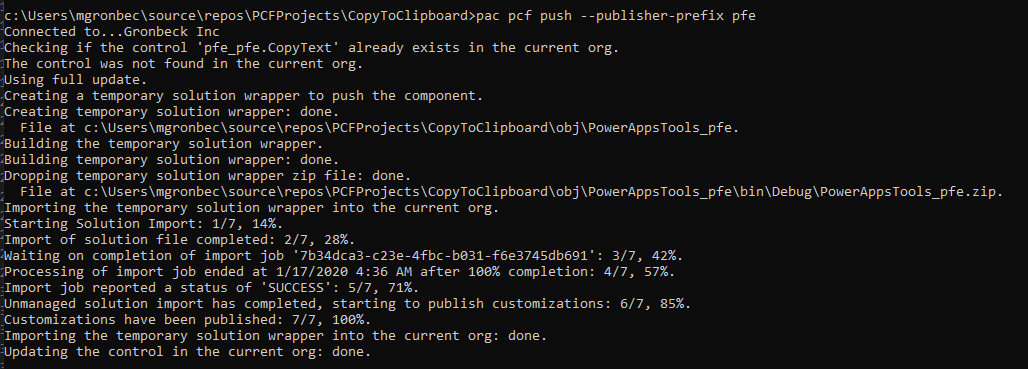 c:\Users\mgronbec\source\repos\PCFProjects\CopyToClipboard>pac pcf push --publisher-prefix pfe
Connected to...Gronbeck Inc
Checking if the control 'pfe_pfe.CopyText' already exists in the current org.
The control was not found in the current org.
Using full update.
Creating a temporary solution wrapper to push the component.
Creating temporary solution wrapper: done.
  File at c:\Users\mgronbec\source\repos\PCFProjects\CopyToClipboard\obj\PowerAppsTools_pfe.
Building the temporary solution wrapper.
Building temporary solution wrapper: done.
Dropping temporary solution wrapper zip file: done.
  File at c:\Users\mgronbec\source\repos\PCFProjects\CopyToClipboard\obj\PowerAppsTools_pfe\bin\Debug\PowerAppsTools_pfe.zip.
Importing the temporary solution wrapper into the current org.
Starting Solution Import: 1/7, 14%.
Import of solution file completed: 2/7, 28%.
Waiting on completion of import job '7b34dca3-c23e-4fbc-b031-f6e3745db691': 3/7, 42%.
Processing of import job ended at 1/17/2020 4:36 AM after 100% completion: 4/7, 57%.
Import job reported a status of 'SUCCESS': 5/7, 71%.
Unmanaged solution import has completed, starting to publish customizations: 6/7, 85%.
Customizations have been published: 7/7, 100%.
Importing the temporary solution wrapper into the current org: done.
Updating the control in the current org: done.